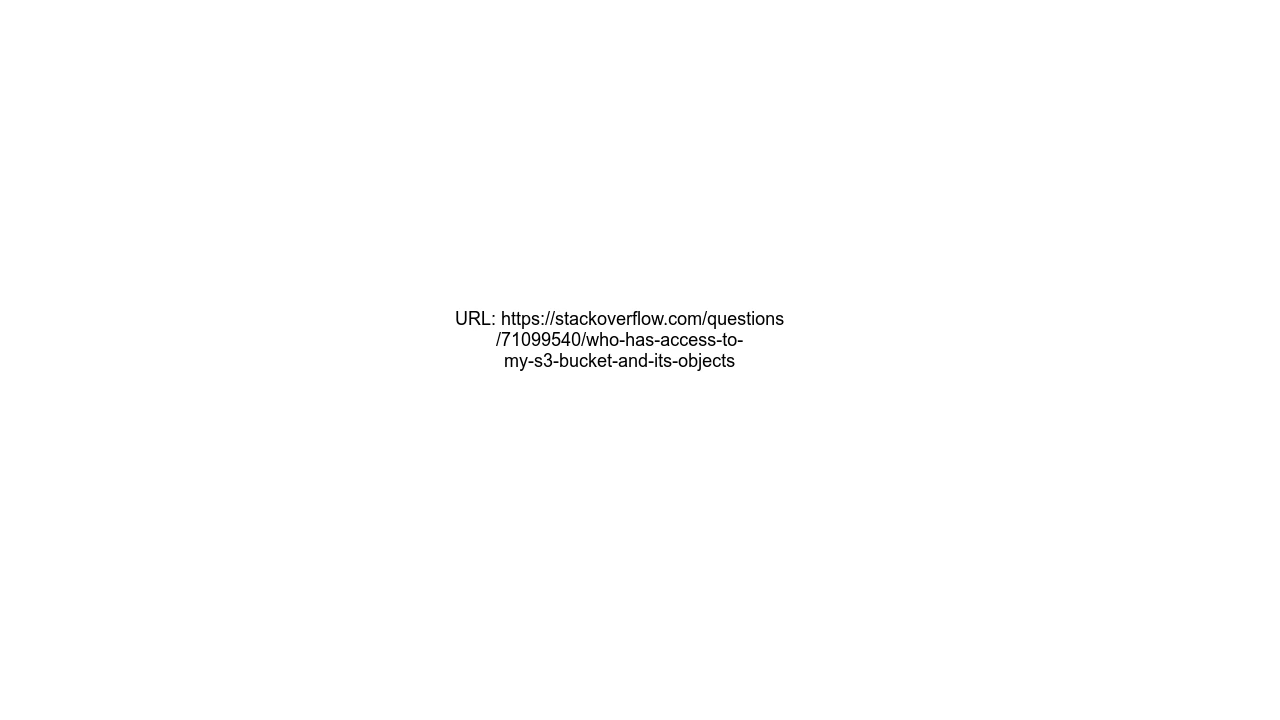 URL: https://stackoverflow.com/questions
/71099540/who-has-access-to-
my-s3-bucket-and-its-objects